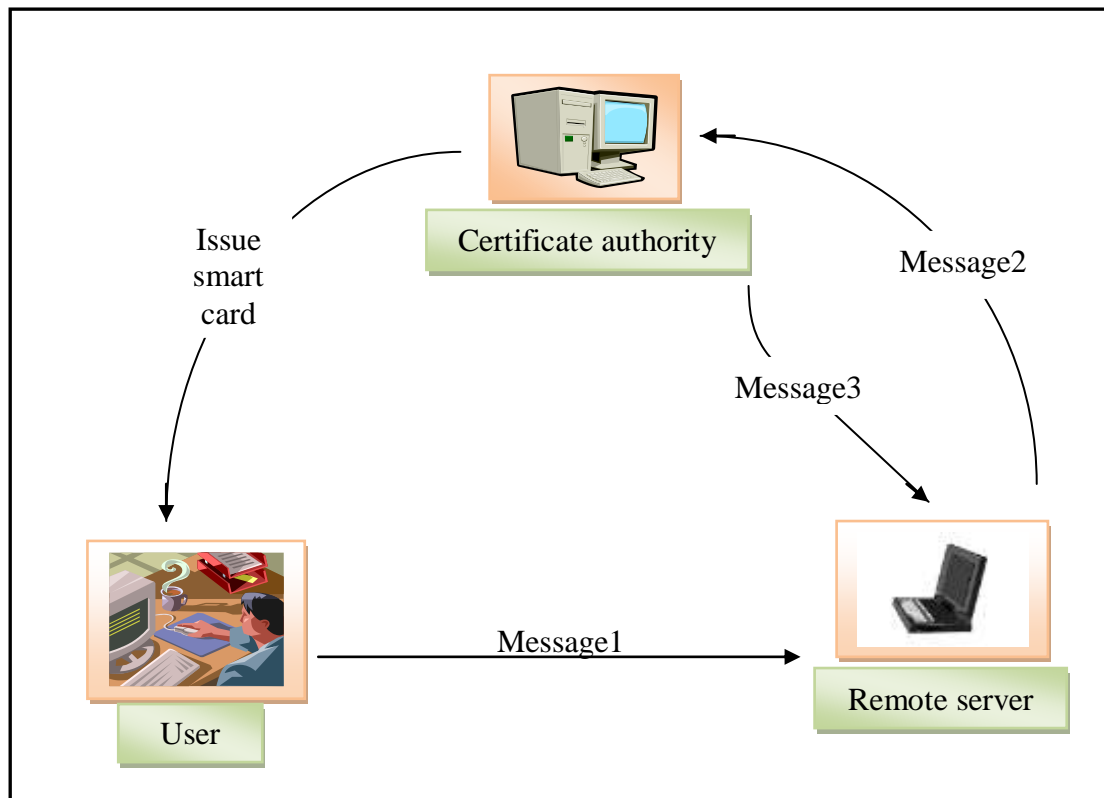 Certificate authority
Issue
smart
card
Message2
Message3
Message1
User
Remote server